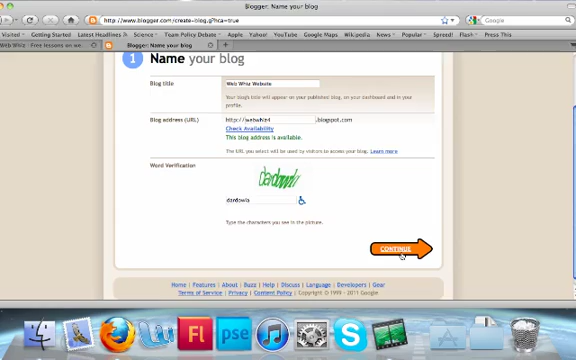 Blogger: Name your blog
http://www.blogger.com/create-blog.g?hca=true
Google
Visited Getting Started Latest Headlines Science Team Policy Debate Apple Yahoo! YouTube Google Maps Wikipedia News Popular Spread! Flash Press This
Web Whiz - Free lessons on we... Blogger: Name your blog
1 Name your blog
Blog title Web Whiz Website
Your blog's title will appear on your published blog, on your dashboard and in your
profile.
Blog address (URL) http:// .blogspot.com
Check Availability
This blog address is available.
The URL you select will be used by visitors to access your blog. Learn more
Word Verification
Type the characters you see in the picture.
CONTINUE
Home | Features | About | Buzz | Help | Discuss | Language | Developers | Gear
Terms of Service | Privacy | Content Policy | Copyright © 1999 – 2011 Google
Fl pse S